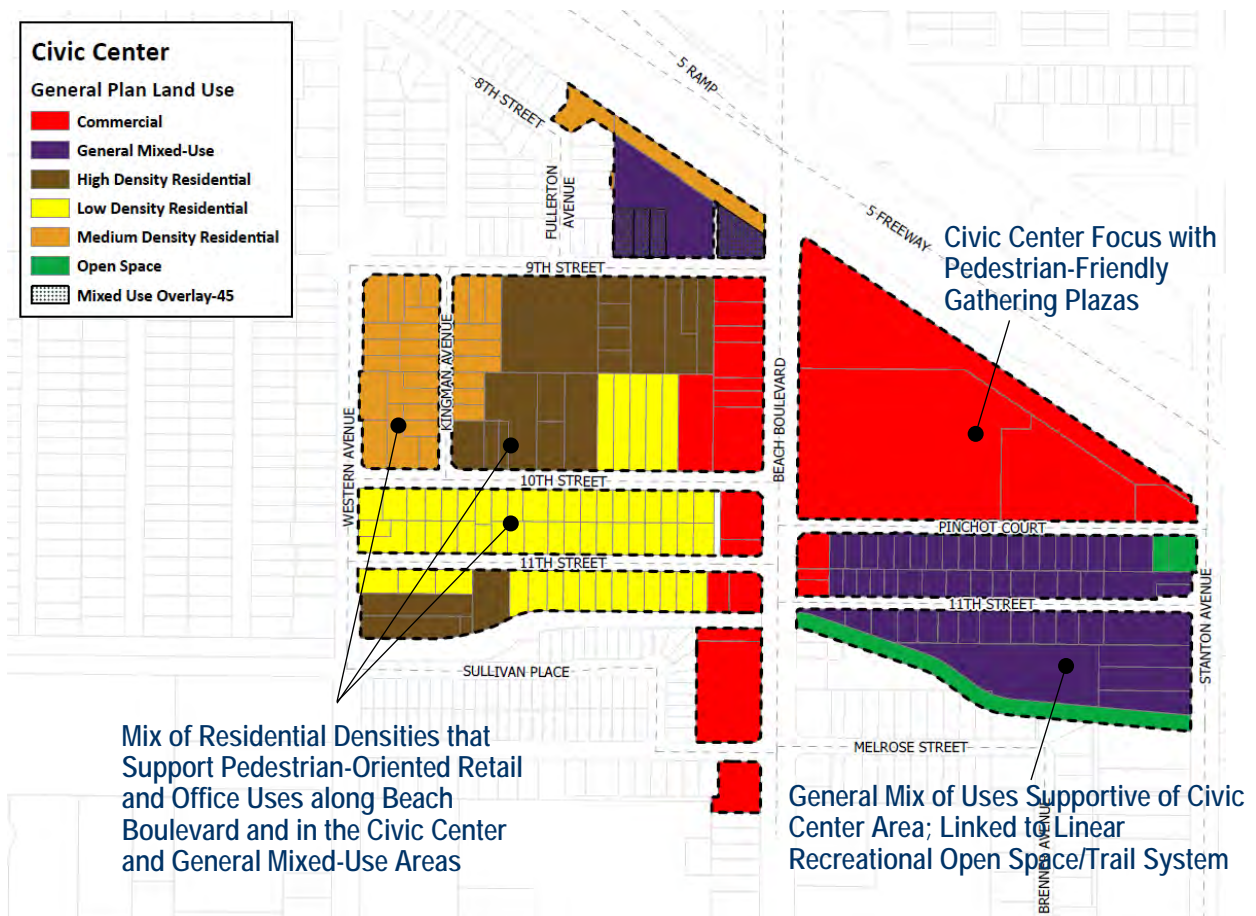 Civic Center
General Plan Land Use
Commercial
General Mixed-Use
High Density Residential
Low Density Residential
Medium Density Residential
Open Space
Mixed Use Overlay-45
5 RAMP
8TH STREET
FULLERTON
AVENUE
5 FREEWAY
Civic Center Focus with
Pedestrian-Friendly
Gathering Plazas
9TH STREET
KINGMAN AVENUE
WESTERN AVENUE
BEACH BOULEVARD
10TH STREET
PINCHOT COURT
11TH STREET
11TH STREET
STANTON AVENUE
SULLIVAN PLACE
MELROSE STREET
BRENNER AVENUE
Mix of Residential Densities that
Support Pedestrian-Oriented Retail
and Office Uses along Beach
Boulevard and in the Civic Center
and General Mixed-Use Areas
General Mix of Uses Supportive of Civic
Center Area; Linked to Linear
Recreational Open Space/Trail System